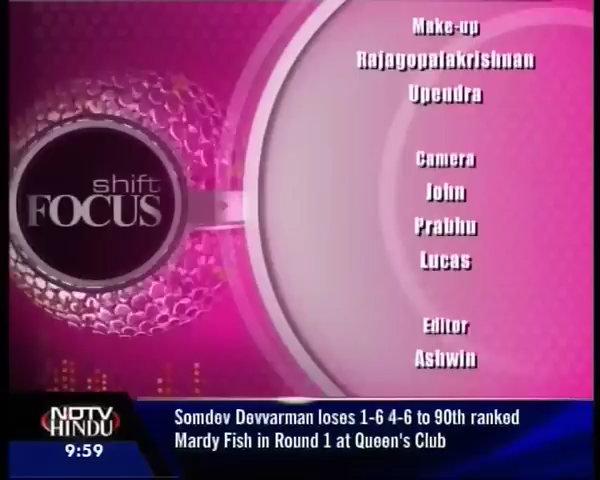 Make-up
Rajagopalakrishnan
Upendra
Camera
John
Prabhu
Lucas
Editor
Ashwin
shift
FOCUS
NDTV
HINDU
9:59
Somdev Devvarman loses 1-6 4-6 to 90th ranked
Mardy Fish in Round 1 at Queen's Club